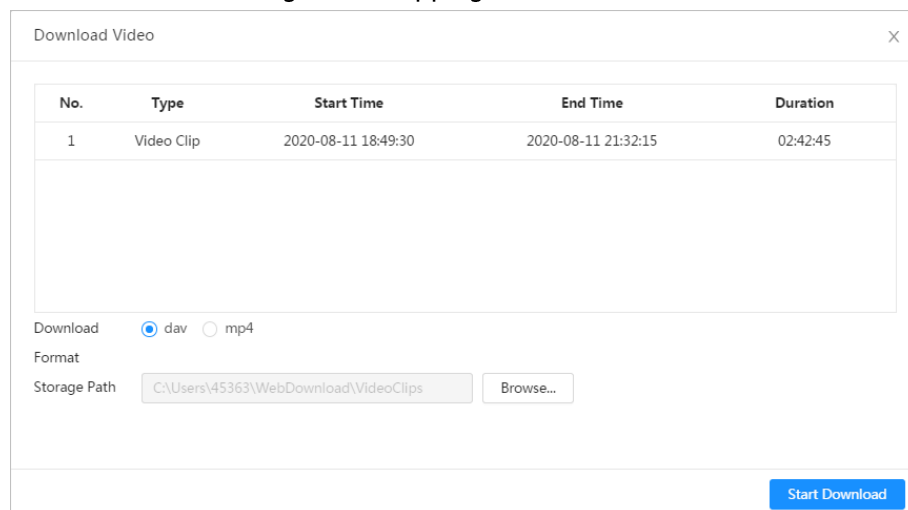 Download Video X
No. Type Start Time End Time Duration
1 Video Clip 2020-08-11 18:49:30 2020-08-11 21:32:15 02:42:45
Download dav mp4
Format
Storage Path C:\Users\45363\WebDownload\VideoClips Browse...
Start Download